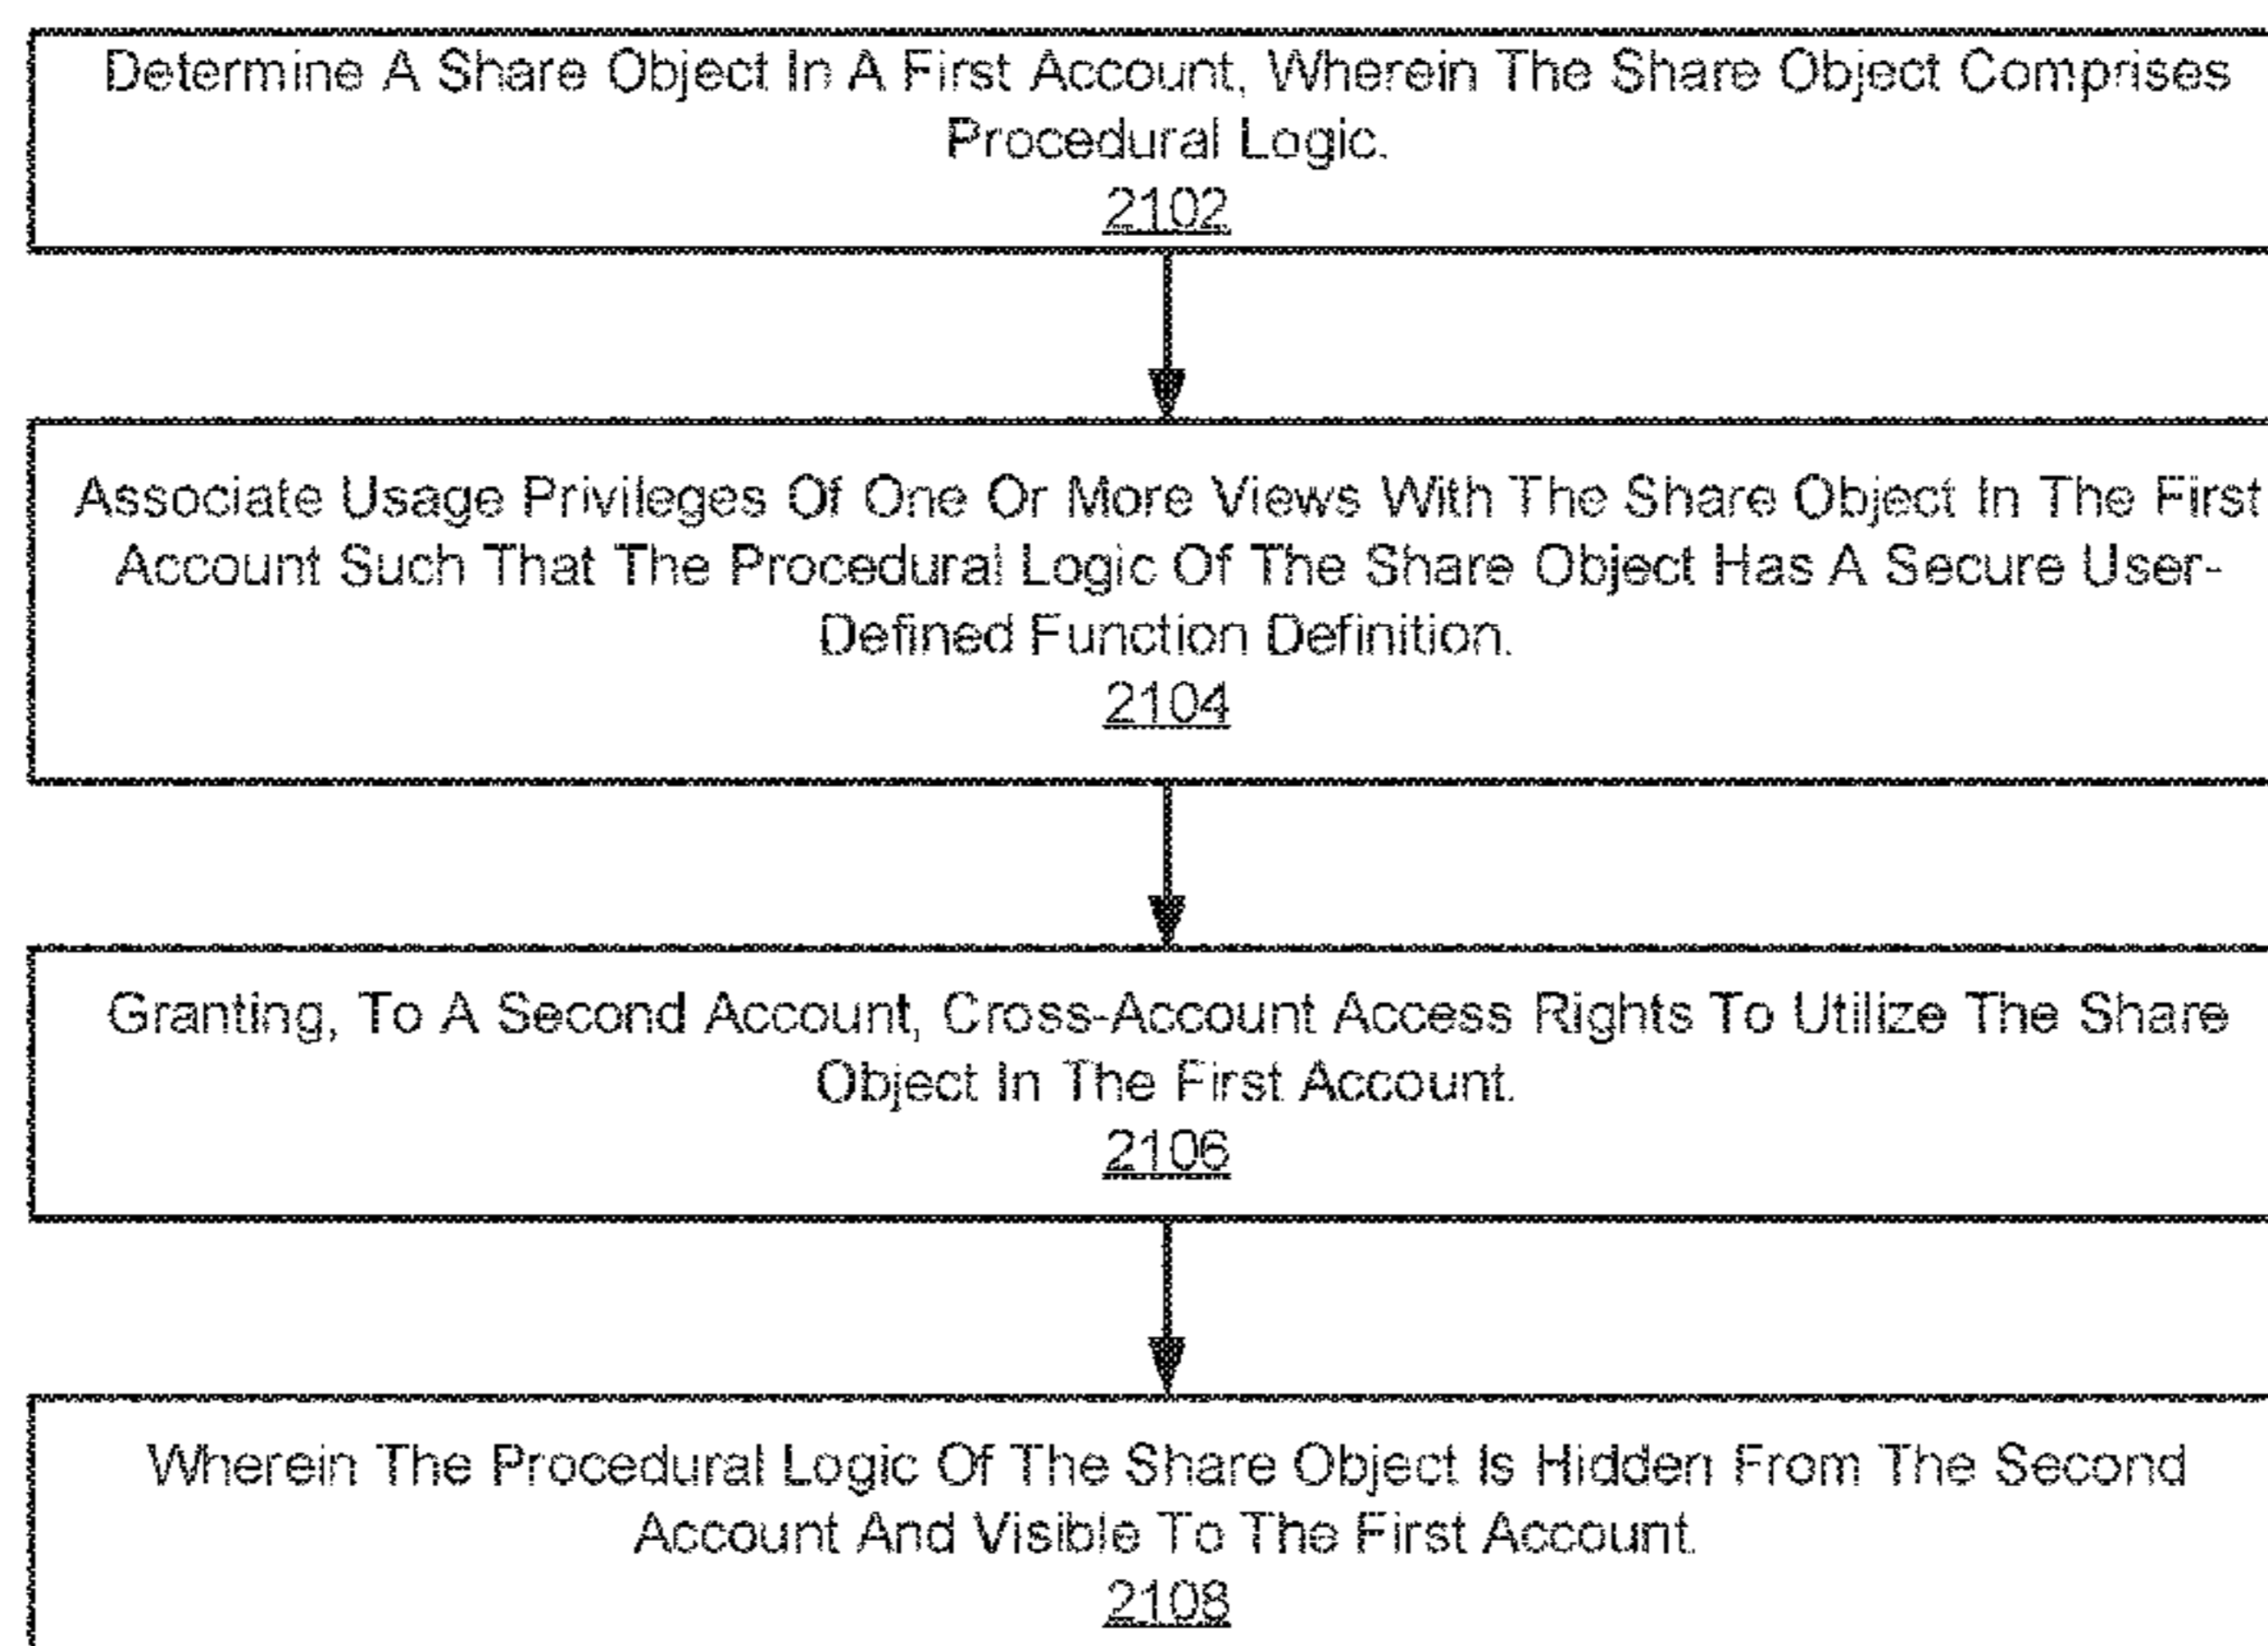 Determine A Share Object In A First Account, Wherein The Share Object Comprises
Procedural Logic.
2102
Associate Usage Privileges Of One Or More Views With The Share Object In The First
Account Such That The Procedural Logic Of The Share Object Has A Secure User-
Defined Function Definition.
2104
Granting, To A Second Account, Cross-Account Access Rights To Utilize The Share
Object In The First Account.
2106
Wherein The Procedural Logic Of The Share Object Is Hidden From The Second
Account And Visible To The First Account.
2108